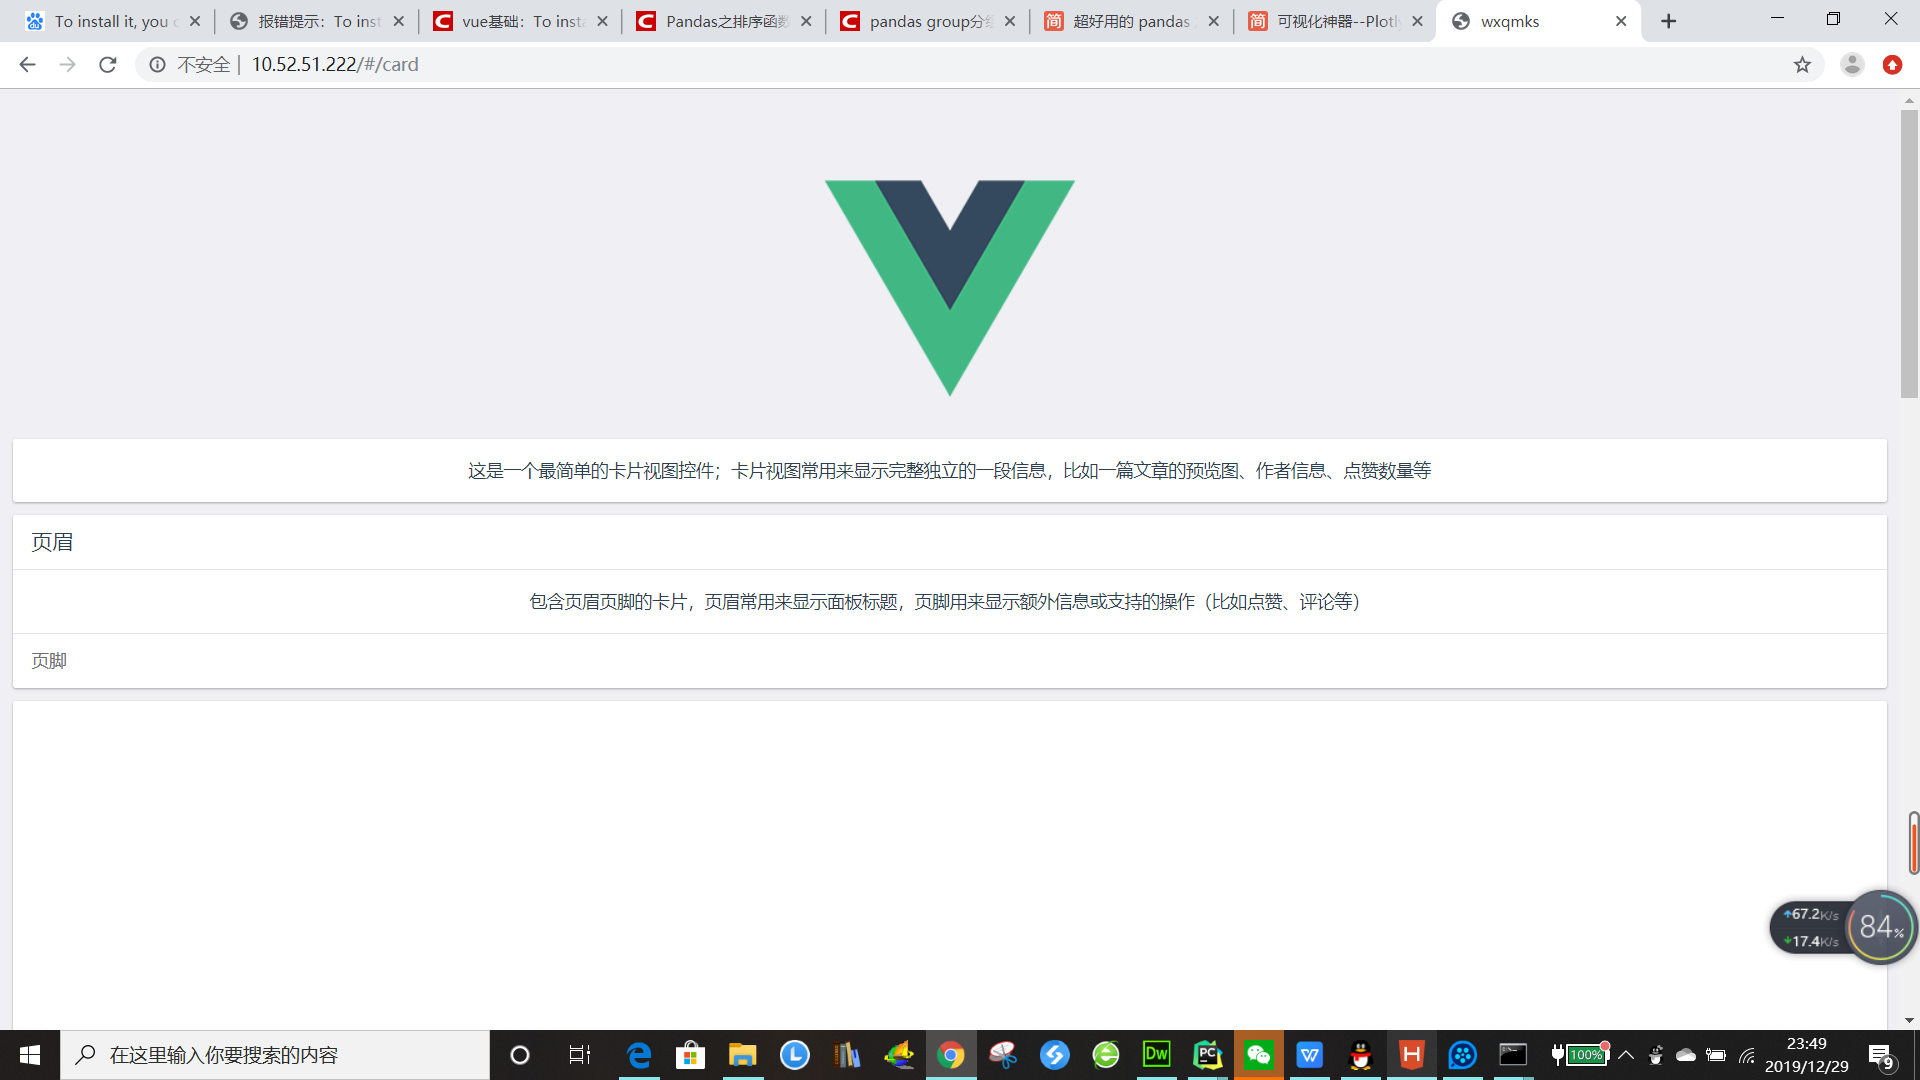 To install it, you c
报错提示：To inst
vue基础：To insta
Pandas之排序函数
pandas group分组
超好用的 pandas
可视化神器--Plotly
wxqmks
不安全 | 10.52.51.222/#/card
这是一个最简单的卡片视图控件；卡片视图常用来显示完整独立的一段信息，比如一篇文章的预览图、作者信息、点赞数量等
页眉
包含页眉页脚的卡片，页眉常用来显示面板标题，页脚用来显示额外信息或支持的操作（比如点赞、评论等）
页脚
67.2K/s
84%
17.4K/s
在这里输入你要搜索的内容
Dw
PC
100%
23:49
2019/12/29
9